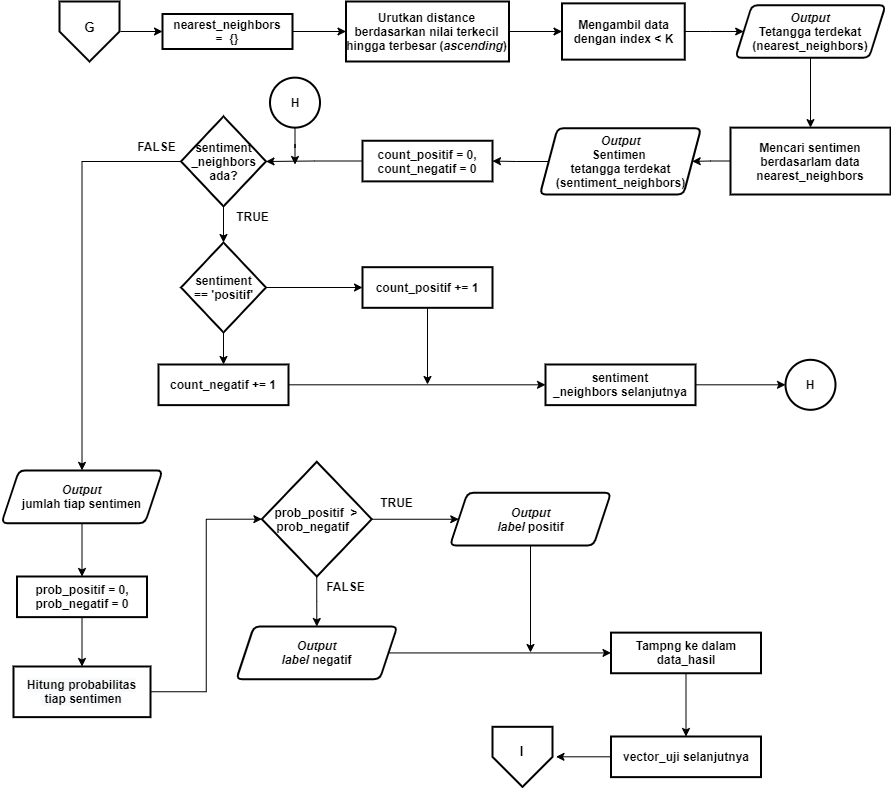 G
nearest_neighbors
= {}
Urutkan distance
berdasarkan nilai terkecil
hingga terbesar (ascending)
Mengambil data
dengan index < K
Output
Tetangga terdekat
(nearest_neighbors)
Mencari sentimen
berdasarlam data
nearest_neighbors
Output
Sentimen
tetangga terdekat
(sentiment_neighbors)
count_positif = 0,
count_negatif = 0
H
sentiment
_neighbors
ada?
FALSE
TRUE
sentiment
== 'positif'
count_positif += 1
count_negatif += 1
sentiment
_neighbors selanjutnya
H
Output
jumlah tiap sentimen
prob_positif = 0,
prob_negatif = 0
Hitung probabilitas
tiap sentimen
prob_positif >
prob_negatif
TRUE
Output
label positif
FALSE
Output
label negatif
Tampng ke dalam
data_hasil
vector_uji selanjutnya
I